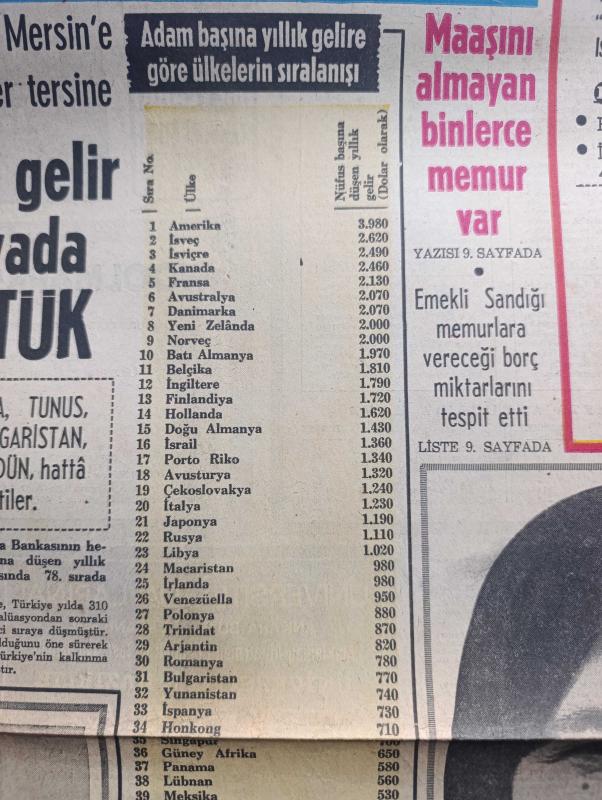 Mersin'e
er tersine
gelir
yada
TÜK
A, TUNUS,
GARİSTAN,
DÜN, hattâ
tiler.
a Bankasının he-
na düşen yıllık
sında 78. sırada
e, Türkiye yılda 310
alüasyondan sonraki
ci sıraya düşmüştür.
olduğunu öne sürerek
ürkiye'nin kalkınma
tır.
Adam başına yıllık gelire
göre ülkelerin sıralanışı
Sıra No.
Ülke
Nüfus başına
düşen yıllık
gelir
(Dolar olarak)
1 Amerika 3.980
2 İsveç 2.620
3 İsviçre 2.490
4 Kanada 2.460
5 Fransa 2.130
6 Avustralya 2.070
7 Danimarka 2.070
8 Yeni Zelânda 2.000
9 Norveç 2.000
10 Batı Almanya 1.970
11 Belçika 1.810
12 İngiltere 1.790
13 Finlandiya 1.720
14 Hollanda 1.620
15 Doğu Almanya 1.430
16 İsrail 1.360
17 Porto Riko 1.340
18 Avusturya 1.320
19 Çekoslovakya 1.240
20 İtalya 1.230
21 Japonya 1.190
22 Rusya 1.110
23 Libya 1.020
24 Macaristan 980
25 İrlanda 980
26 Venezüella 950
27 Polonya 880
28 Trinidat 870
29 Arjantin 820
30 Romanya 780
31 Bulgaristan 770
32 Yunanistan 740
33 İspanya 730
34 Honkong 710
35 Singapur 700
36 Güney Afrika 650
37 Panama 580
38 Lübnan 560
39 Meksika 530
Maaşını
almayan
binlerce
memur
var
YAZISI 9. SAYFADA
Emekli Sandığı
memurlara
vereceği borç
miktarlarını
tespit etti
LİSTE 9. SAYFADA